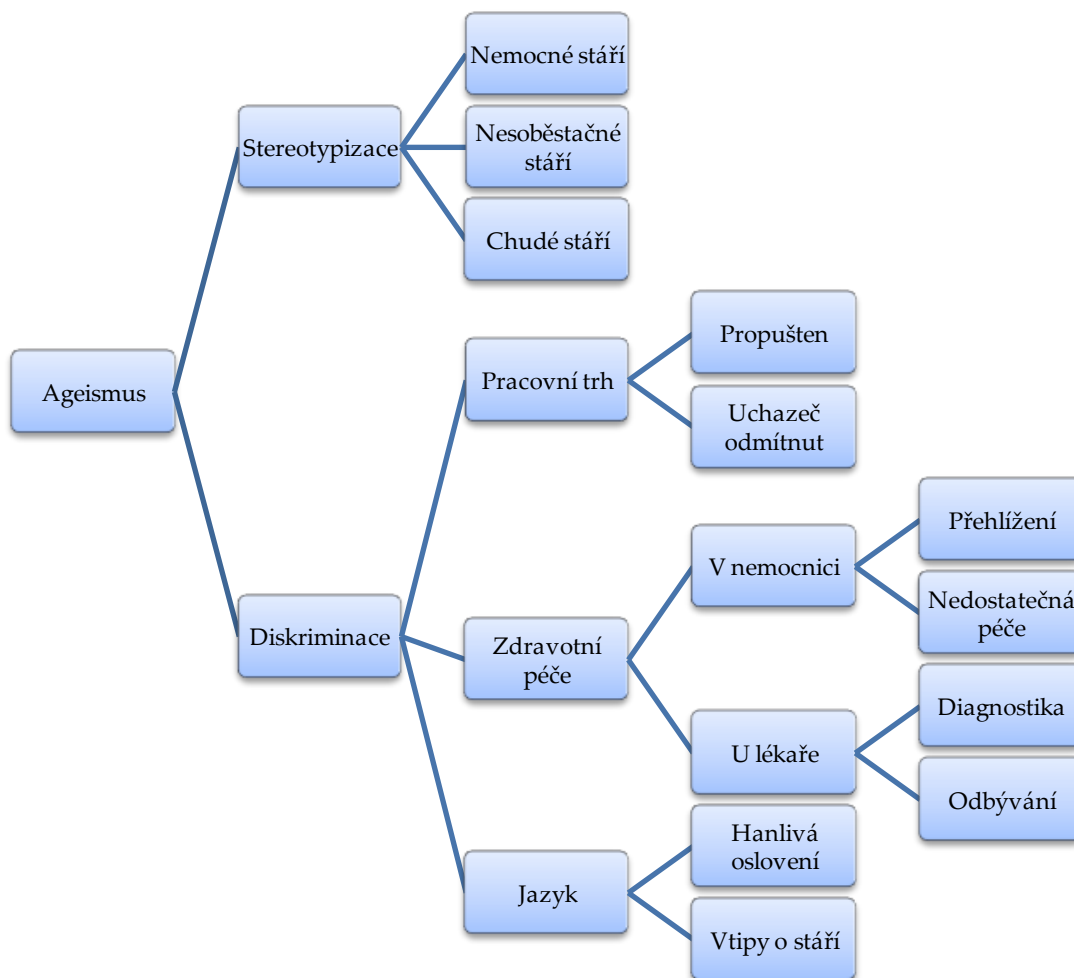 Nemocné stáří
Stereotypizace
Nesoběstačné
stáří
Chudé stáří
Ageismus
Pracovní trh
Propušten
Uchazeč
odmítnut
Diskriminace
Zdravotní
péče
V nemocnici
Přehlížení
Nedostatečná
péče
U lékaře
Diagnostika
Odbývání
Jazyk
Hanlivá
oslovení
Vtipy o stáří